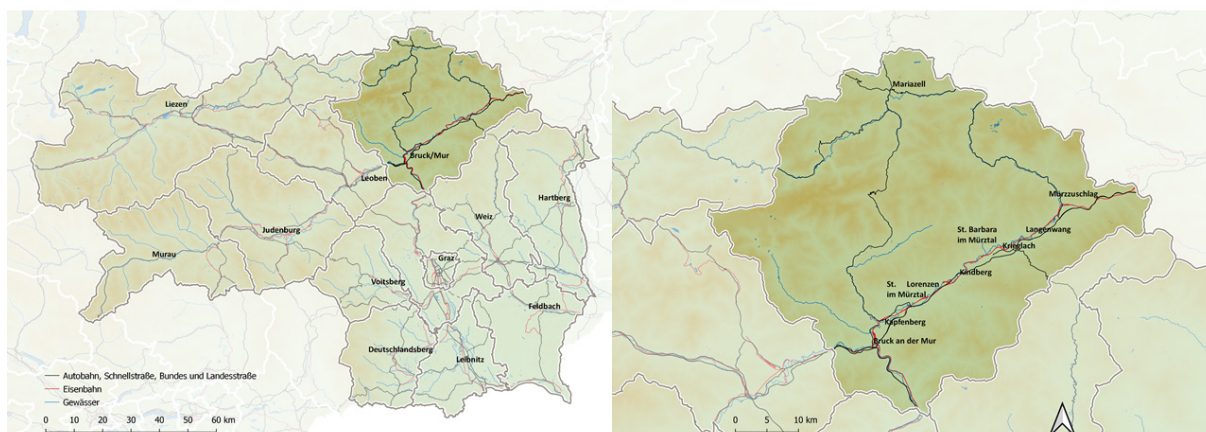 Liezen
Bruck/Mur
Leoben
Hartberg
Weiz
Judenburg
Murau
Graz
Voitsberg
Feldbach
Deutschlandsberg
Leibnitz
Autobahn, Schnellstraße, Bundes und Landesstraße
Eisenbahn
Gewässer
0 10 20 30 40 50 60 km
Mariazell
Mürzzuschlag
St. Barbara
im Mürztal
Langenwang
Krieglach
Kindberg
St. Lorenzen
im Mürztal
Kapfenberg
Bruck an der Mur
0 5 10 km